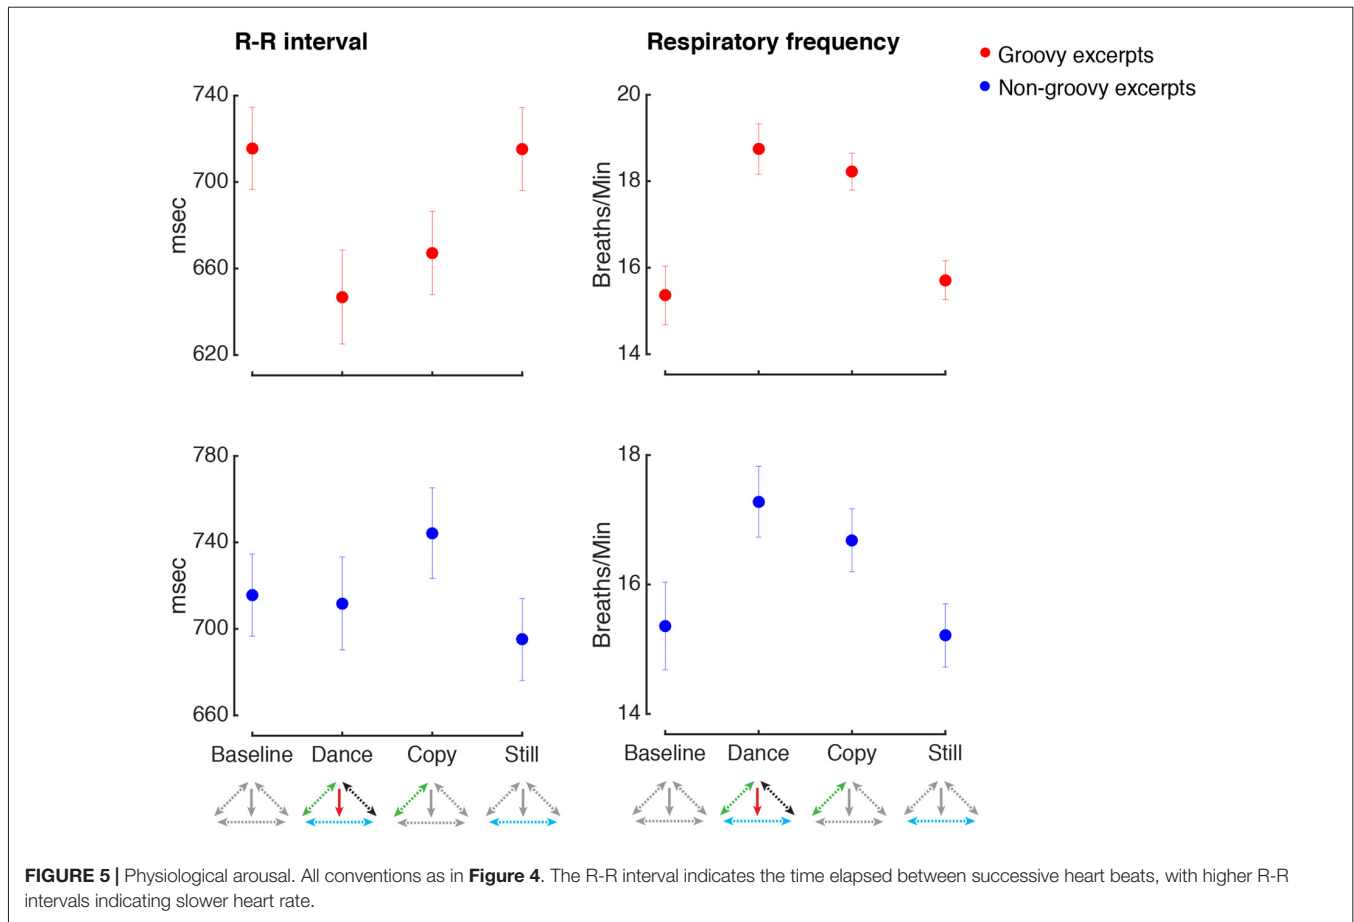 R-R interval
Respiratory frequency
Groovy excerpts
Non-groovy excerpts
740
700
660
620
msec
20
18
16
14
Breaths/Min
780
740
700
660
msec
18
16
14
Breaths/Min
Baseline Dance Copy Still
Baseline Dance Copy Still
FIGURE 5 | Physiological arousal. All conventions as in Figure 4. The R-R interval indicates the time elapsed between successive heart beats, with higher R-R
intervals indicating slower heart rate.